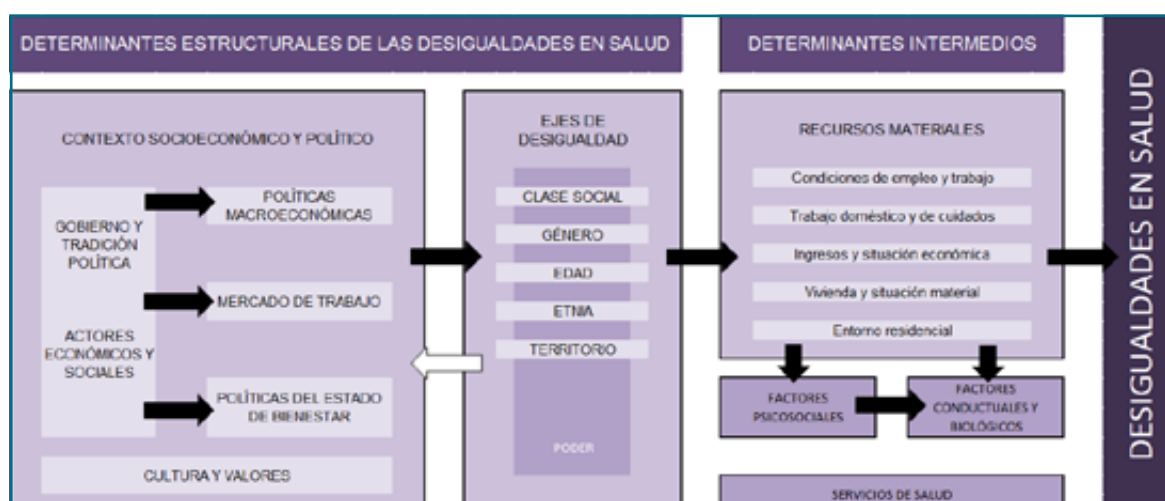 DETERMINANTES ESTRUCTURALES DE LAS DESIGUALDADES EN SALUD
CONTEXTO SOCIOECONÓMICO Y POLÍTICO
GOBIERNO Y
TRADICIÓN
POLÍTICA
ACTORES
ECONÓMICOS Y
SOCIALES
POLÍTICAS
MACROECONÓMICAS
MERCADO DE TRABAJO
POLÍTICAS DEL ESTADO
DE BIENESTAR
CULTURA Y VALORES
EJES DE
DESIGUALDAD
CLASE SOCIAL
GÉNERO
EDAD
ETNIA
TERRITORIO
PODER
DETERMINANTES INTERMEDIOS
RECURSOS MATERIALES
Condiciones de empleo y trabajo
Trabajo doméstico y de cuidados
Ingresos y situación económica
Vivienda y situación material
Entorno residencial
FACTORES
PSICOSOCIALES
FACTORES
CONDUCTUALES Y
BIOLÓGICOS
SERVICIOS DE SALUD
DESIGUALDADES EN SALUD